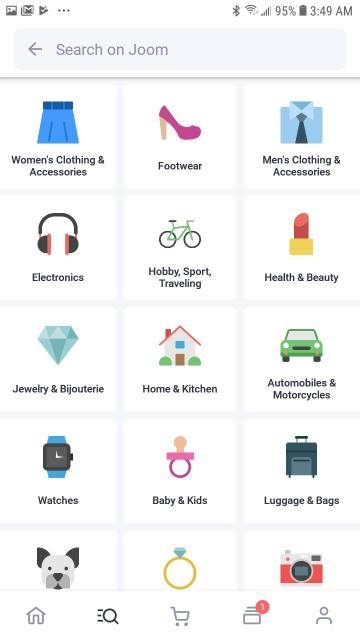 95% 3:49 AM
Search on Joom
Women's Clothing &
Accessories
Footwear
Men's Clothing &
Accessories
Electronics
Hobby, Sport,
Traveling
Health & Beauty
Jewelry & Bijouterie
Home & Kitchen
Automobiles &
Motorcycles
Watches
Baby & Kids
Luggage & Bags
1